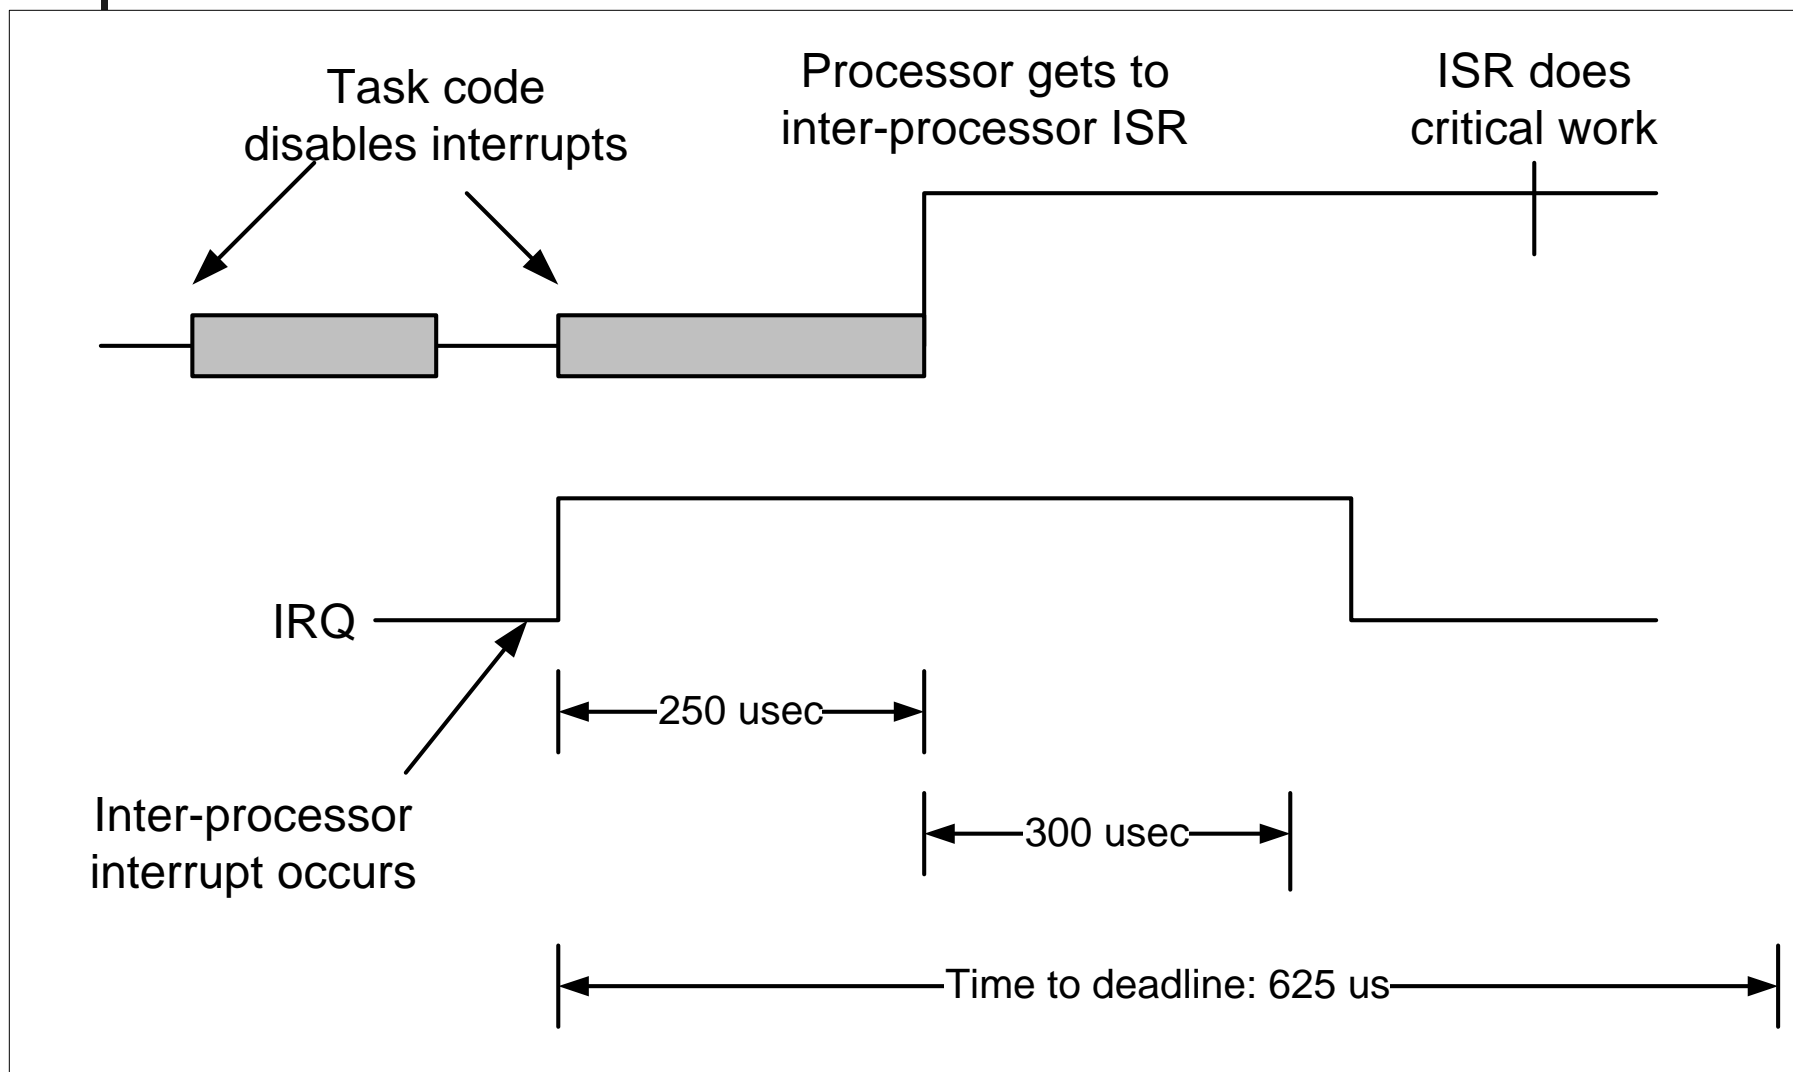 Task code
disables interrupts
Processor gets to
inter-processor ISR
ISR does
critical work
IRQ
250 usec
Inter-processor
interrupt occurs
300 usec
Time to deadline: 625 us